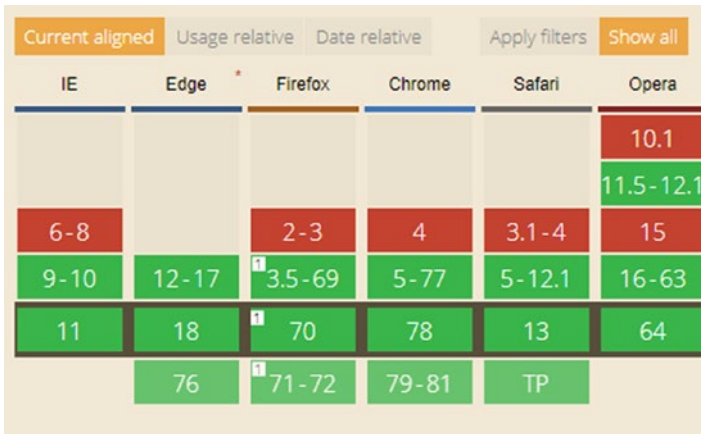 Current aligned Usage relative Date relative Apply filters Show all
IE Edge * Firefox Chrome Safari Opera
10.1
11.5-12.1
6-8 2-3 4 3.1-4 15
9-10 12-17 1 3.5-69 5-77 5-12.1 16-63
11 18 1 70 78 13 64
76 1 71-72 79-81 TP